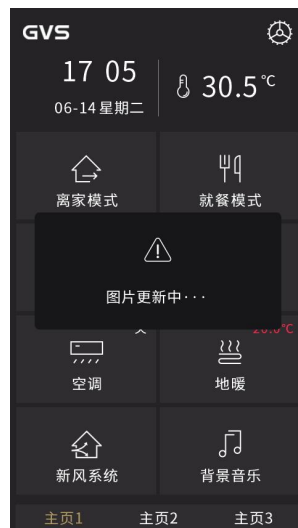 GVS
17 05
06-14 星期二
30.5℃
离家模式
就餐模式
图片更新中···
空调
地暖
新风系统
背景音乐
主页1
主页2
主页3